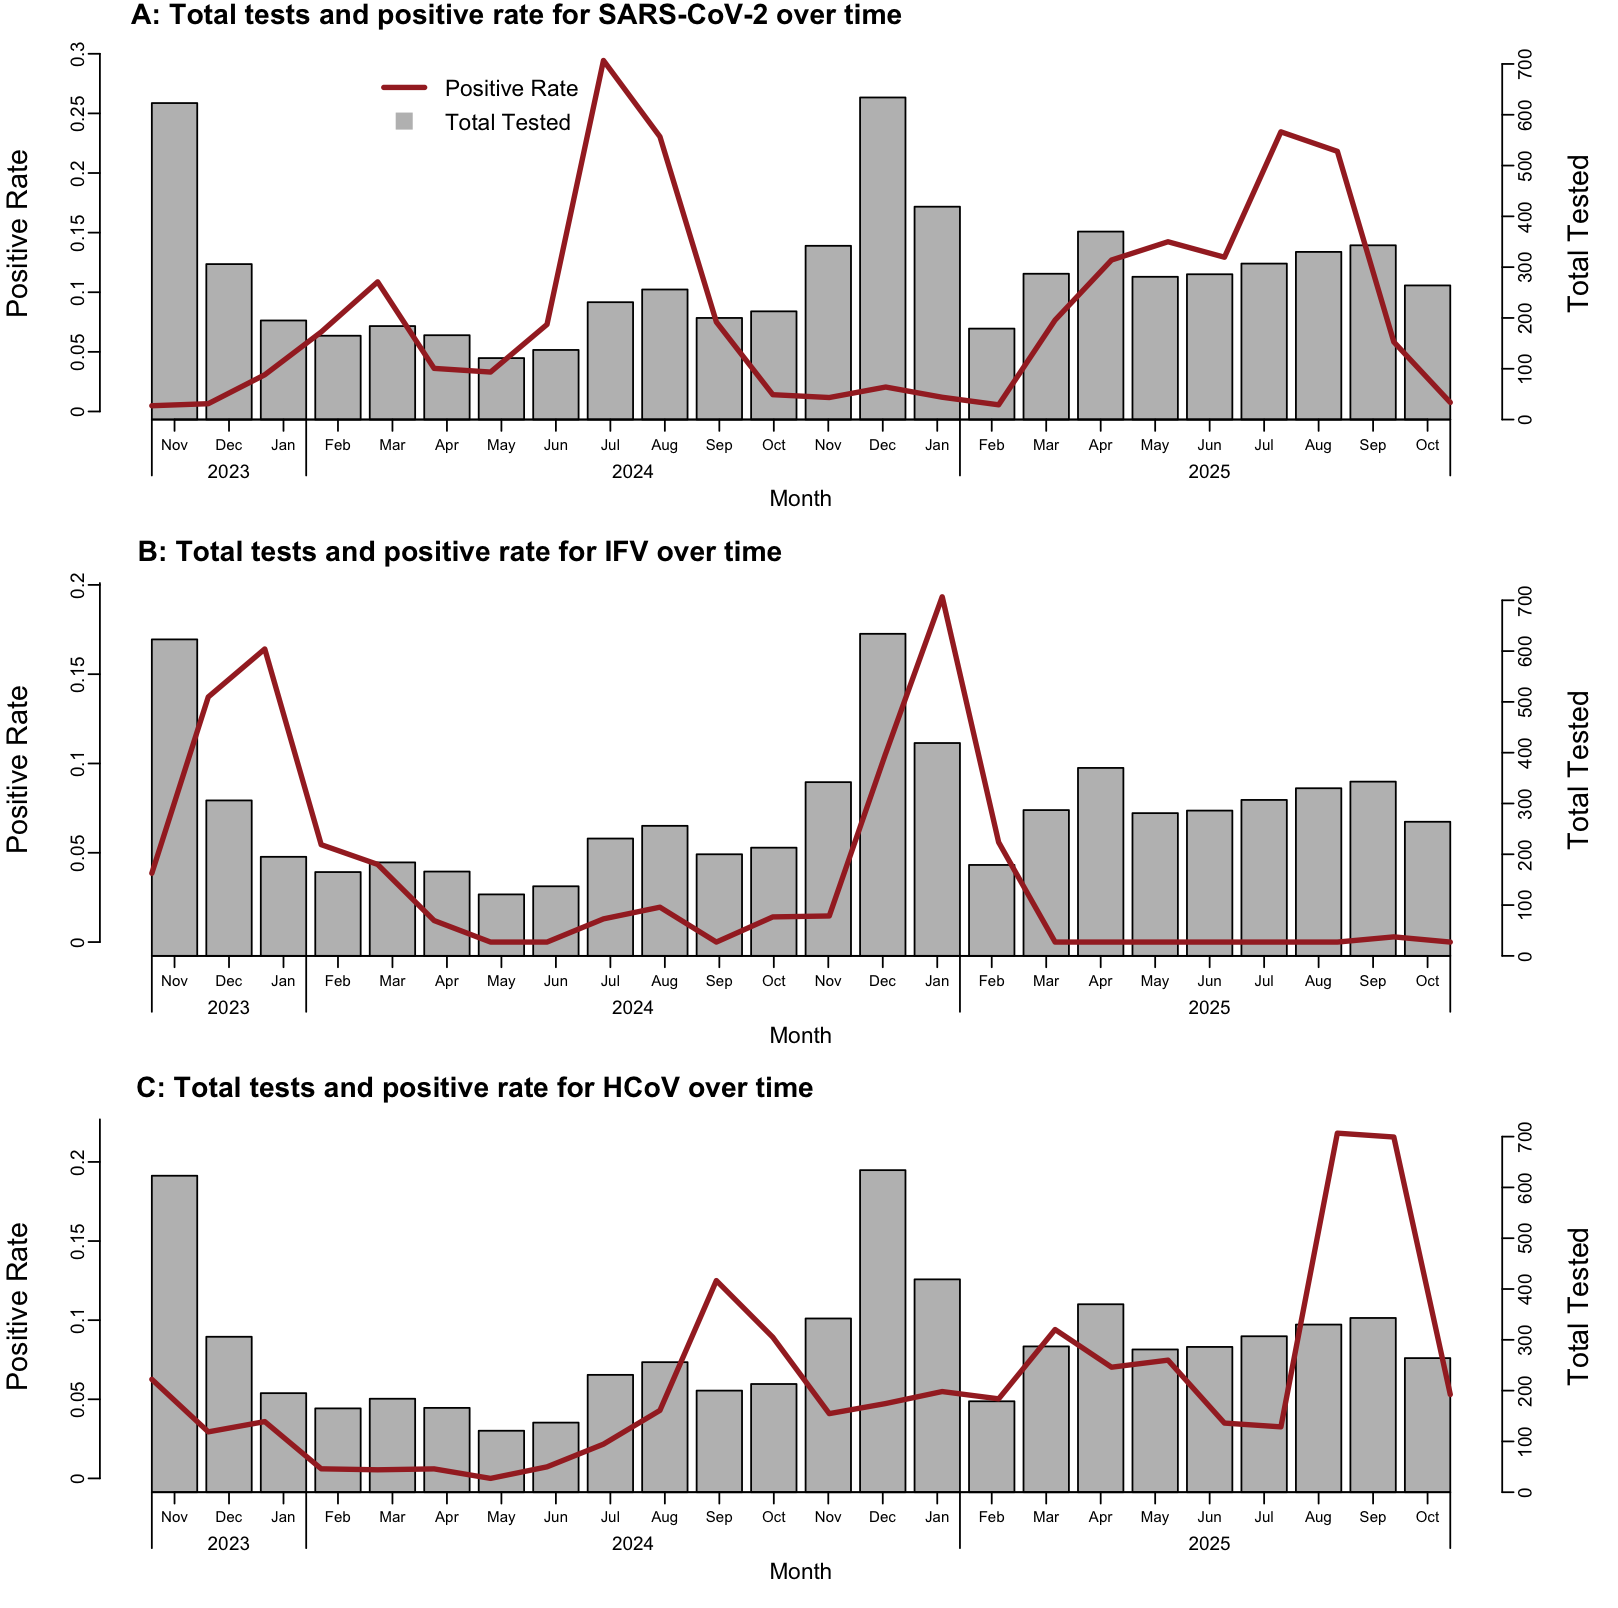 A: Total tests and positive rate for SARS-CoV-2 over time
Positive Rate
0 0.05 0.1 0.15 0.2 0.25 0.3
Positive Rate
Total Tested
0 100 200 300 400 500 600 700
Total Tested
Nov Dec Jan Feb Mar Apr May Jun Jul Aug Sep Oct Nov Dec Jan Feb Mar Apr May Jun Jul Aug Sep Oct
2023 2024 2025
Month
B: Total tests and positive rate for IFV over time
Positive Rate
0 0.05 0.1 0.15 0.2
0 100 200 300 400 500 600 700
Total Tested
Nov Dec Jan Feb Mar Apr May Jun Jul Aug Sep Oct Nov Dec Jan Feb Mar Apr May Jun Jul Aug Sep Oct
2023 2024 2025
Month
C: Total tests and positive rate for HCoV over time
Positive Rate
0 0.05 0.1 0.15 0.2
0 100 200 300 400 500 600 700
Total Tested
Nov Dec Jan Feb Mar Apr May Jun Jul Aug Sep Oct Nov Dec Jan Feb Mar Apr May Jun Jul Aug Sep Oct
2023 2024 2025
Month